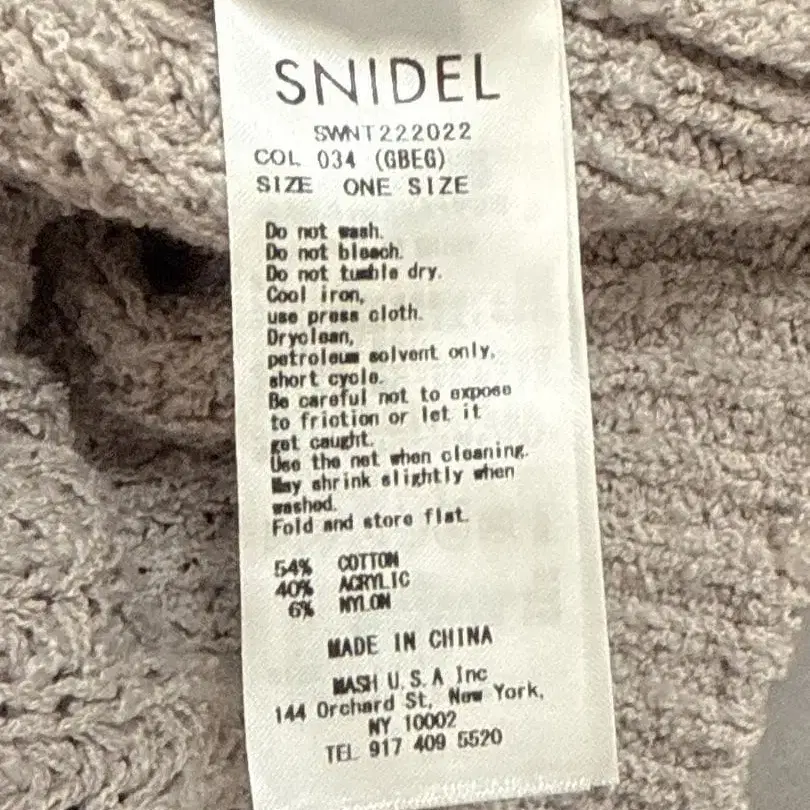 SNIDEL
SWNT222022
COL 034 (GBEG)
SIZE ONE SIZE
Do not wash.
Do not bleach.
Do not tumble dry.
Cool iron,
use press cloth.
Dryclean,
petroleum solvent only,
short cycle.
Be careful not to expose
to friction or let it
get caught.
Use the net when cleaning.
May shrink slightly when
washed.
Fold and store flat.
54% COTTON
40% ACRYLIC
6% NYLON
MADE IN CHINA
MASH U.S.A Inc
144 Orchard St, New York,
NY 10002
TEL 917 409 5520